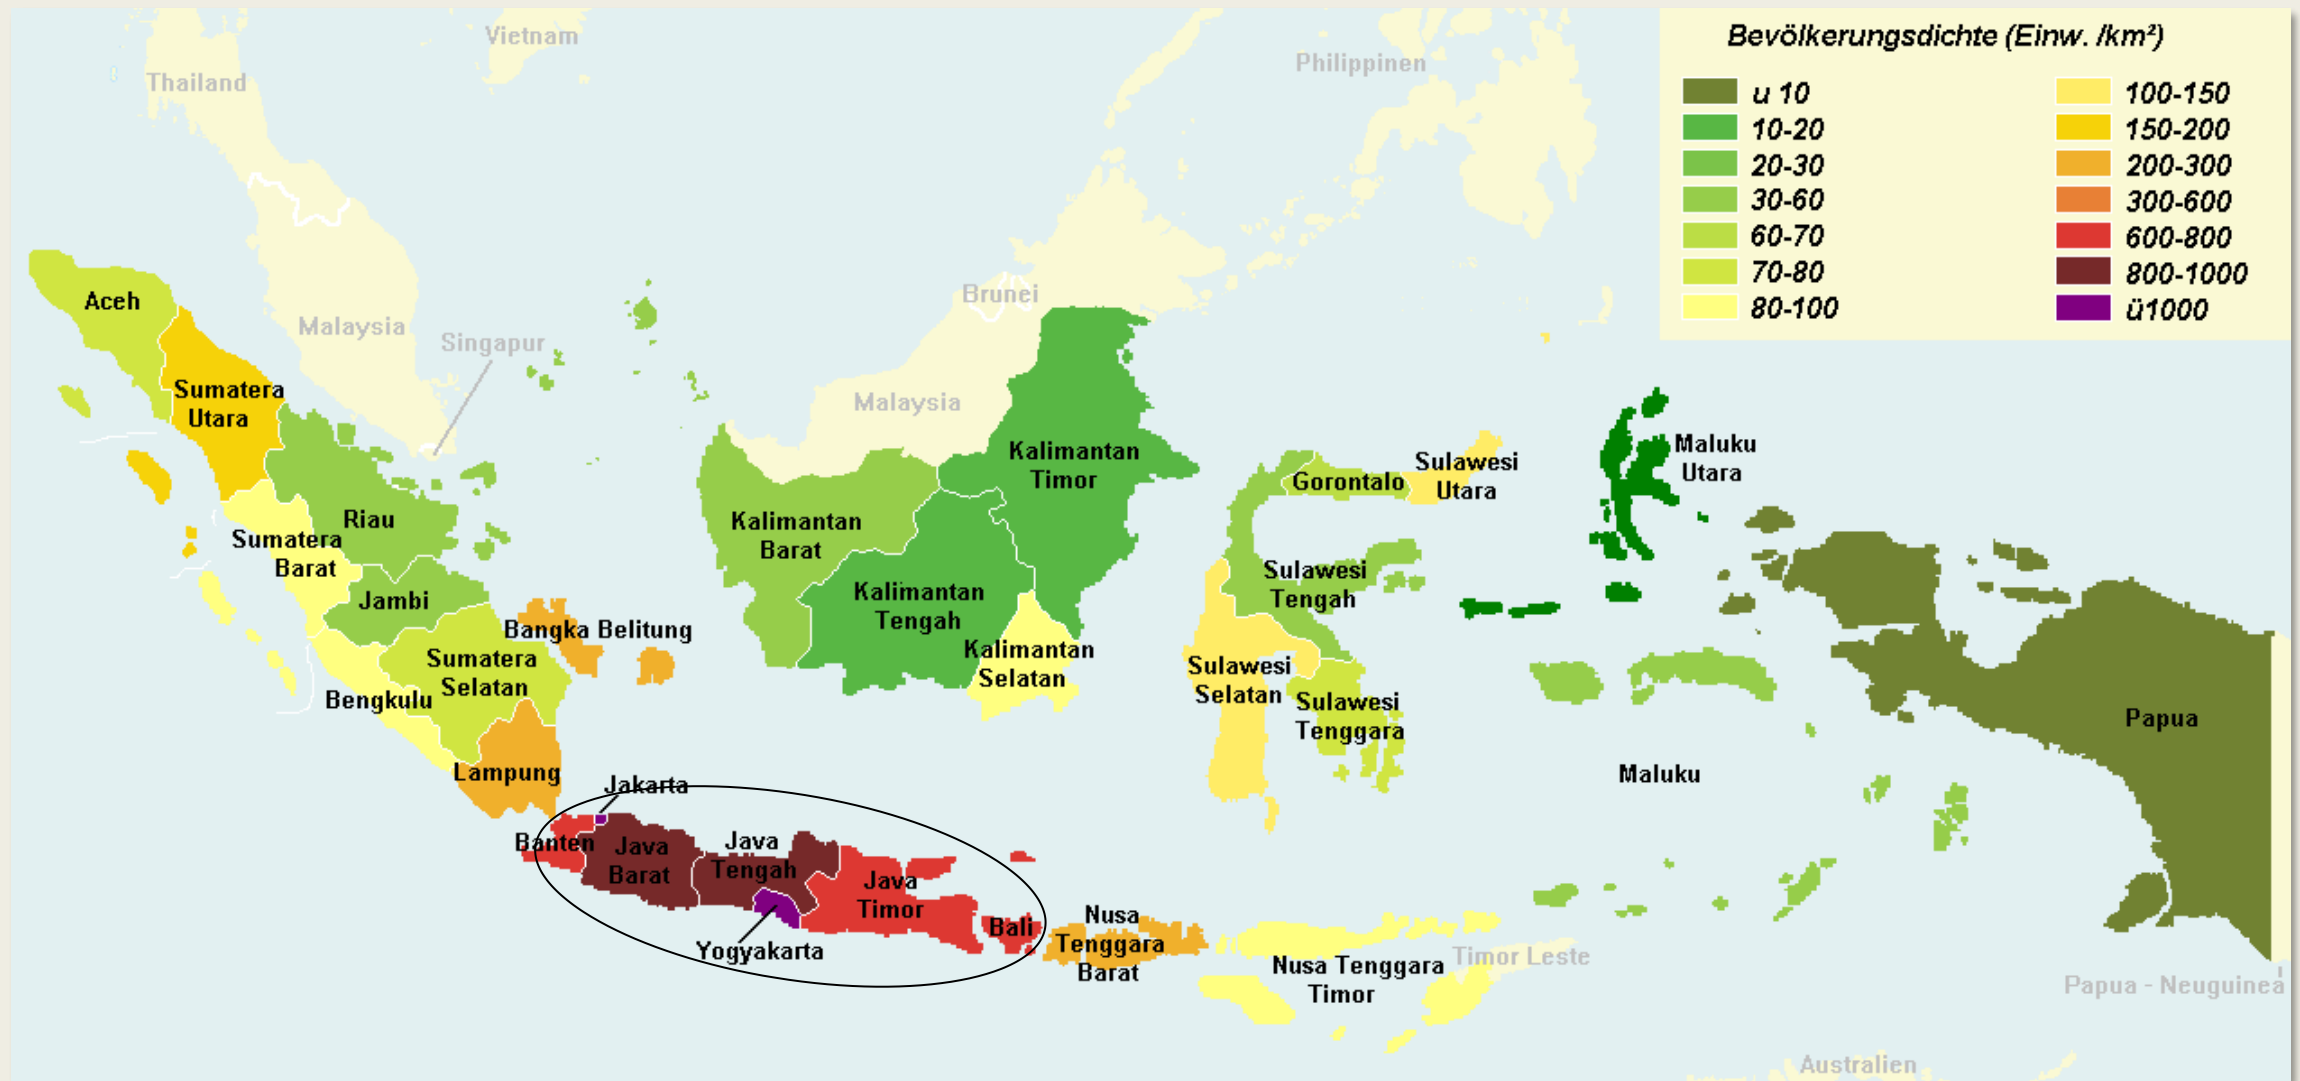 Vietnam
Philippinen
Thailand
Bevölkerungsdichte (Einw. /km²)
u 10
10-20
20-30
30-60
60-70
70-80
80-100
100-150
150-200
200-300
300-600
600-800
800-1000
ü1000
Brunei
Aceh
Malaysia
Singapur
Sumatera
Utara
Malaysia
Kalimantan
Timor
Gorontalo
Sulawesi
Utara
Maluku
Utara
Riau
Kalimantan
Barat
Sumatera
Barat
Jambi
Kalimantan
Tengah
Sulawesi
Tengah
Bangka Belitung
Sumatera
Selatan
Kalimantan
Selatan
Sulawesi
Selatan
Sulawesi
Tenggara
Bengkulu
Papua
Lampung
Maluku
Jakarta
Banten
Java
Barat
Java
Tengah
Java
Timor
Bali
Yogyakarta
Nusa
Tenggara
Barat
Nusa Tenggara
Timor
Timor Leste
Papua - Neuguinea
Australien